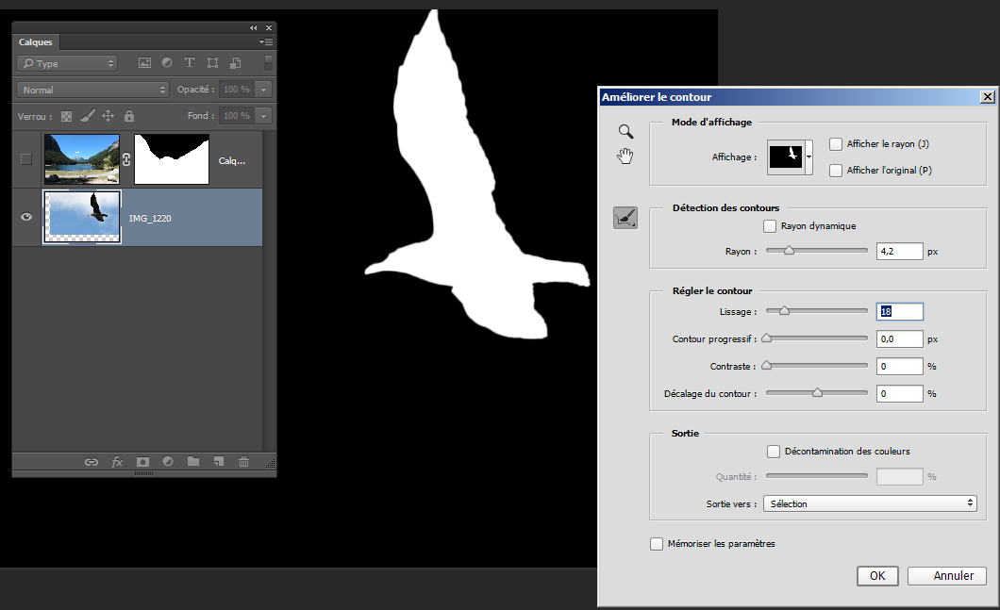 Calques
Type
Normal
Opacité : 100 %
Verrou :
Fond : 100 %
Calq...
IMG_1220
fx
Améliorer le contour
Mode d'affichage
Affichage :
Afficher le rayon (J)
Afficher l'original (P)
Détection des contours
Rayon dynamique
Rayon : 4,2 px
Régler le contour
Lissage : 18
Contour progressif : 0,0 px
Contraste : 0 %
Décalage du contour : 0 %
Sortie
Décontamination des couleurs
Quantité : %
Sortie vers : Sélection
Mémoriser les paramètres
OK Annuler